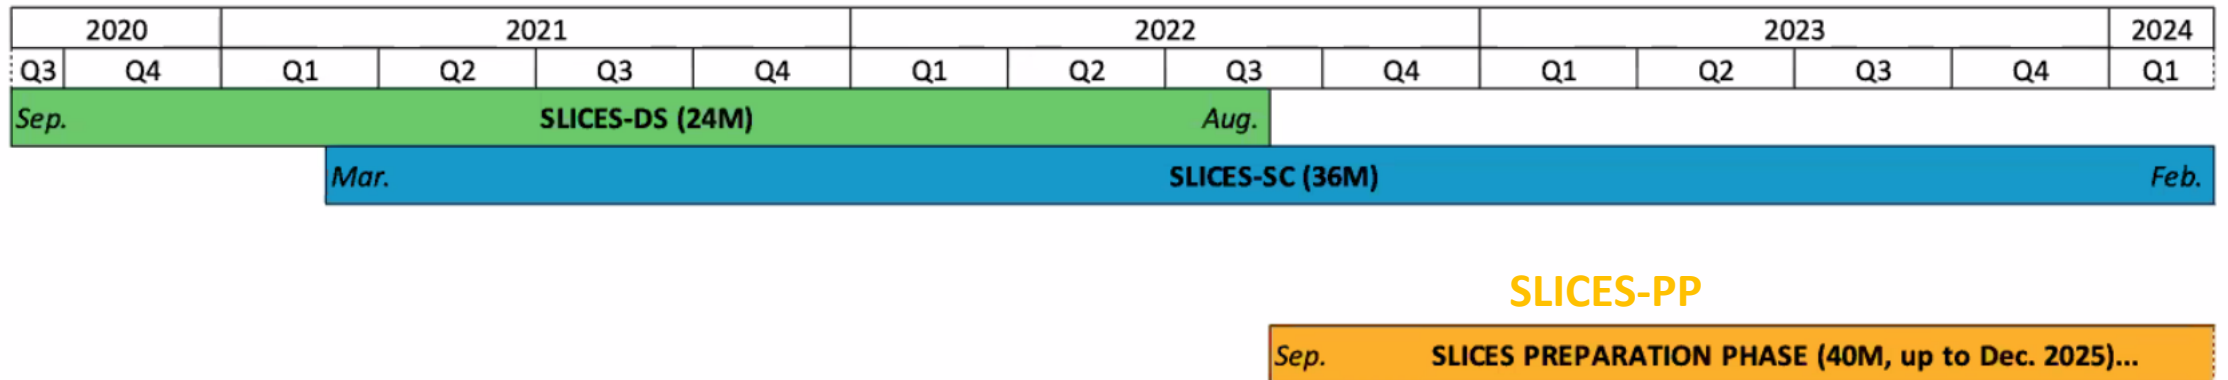 2020 2021 2022 2023 2024
Q3 Q4 Q1 Q2 Q3 Q4 Q1 Q2 Q3 Q4 Q1 Q2 Q3 Q4 Q1
Sep. SLICES-DS (24M) Aug.
Mar. SLICES-SC (36M) Feb.
SLICES-PP
Sep. SLICES PREPARATION PHASE (40M, up to Dec. 2025)...